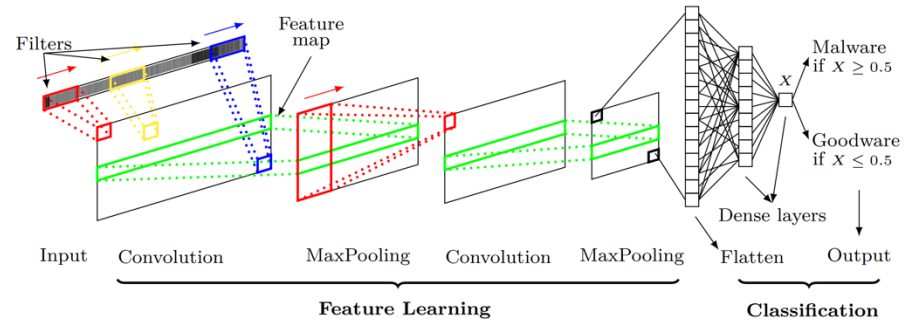 Filters
Feature
map
X
Malware
if X ≥ 0.5
Goodware
if X ≤ 0.5
Dense layers
Input
Convolution
MaxPooling
Convolution
MaxPooling
Flatten
Output
Feature Learning
Classification